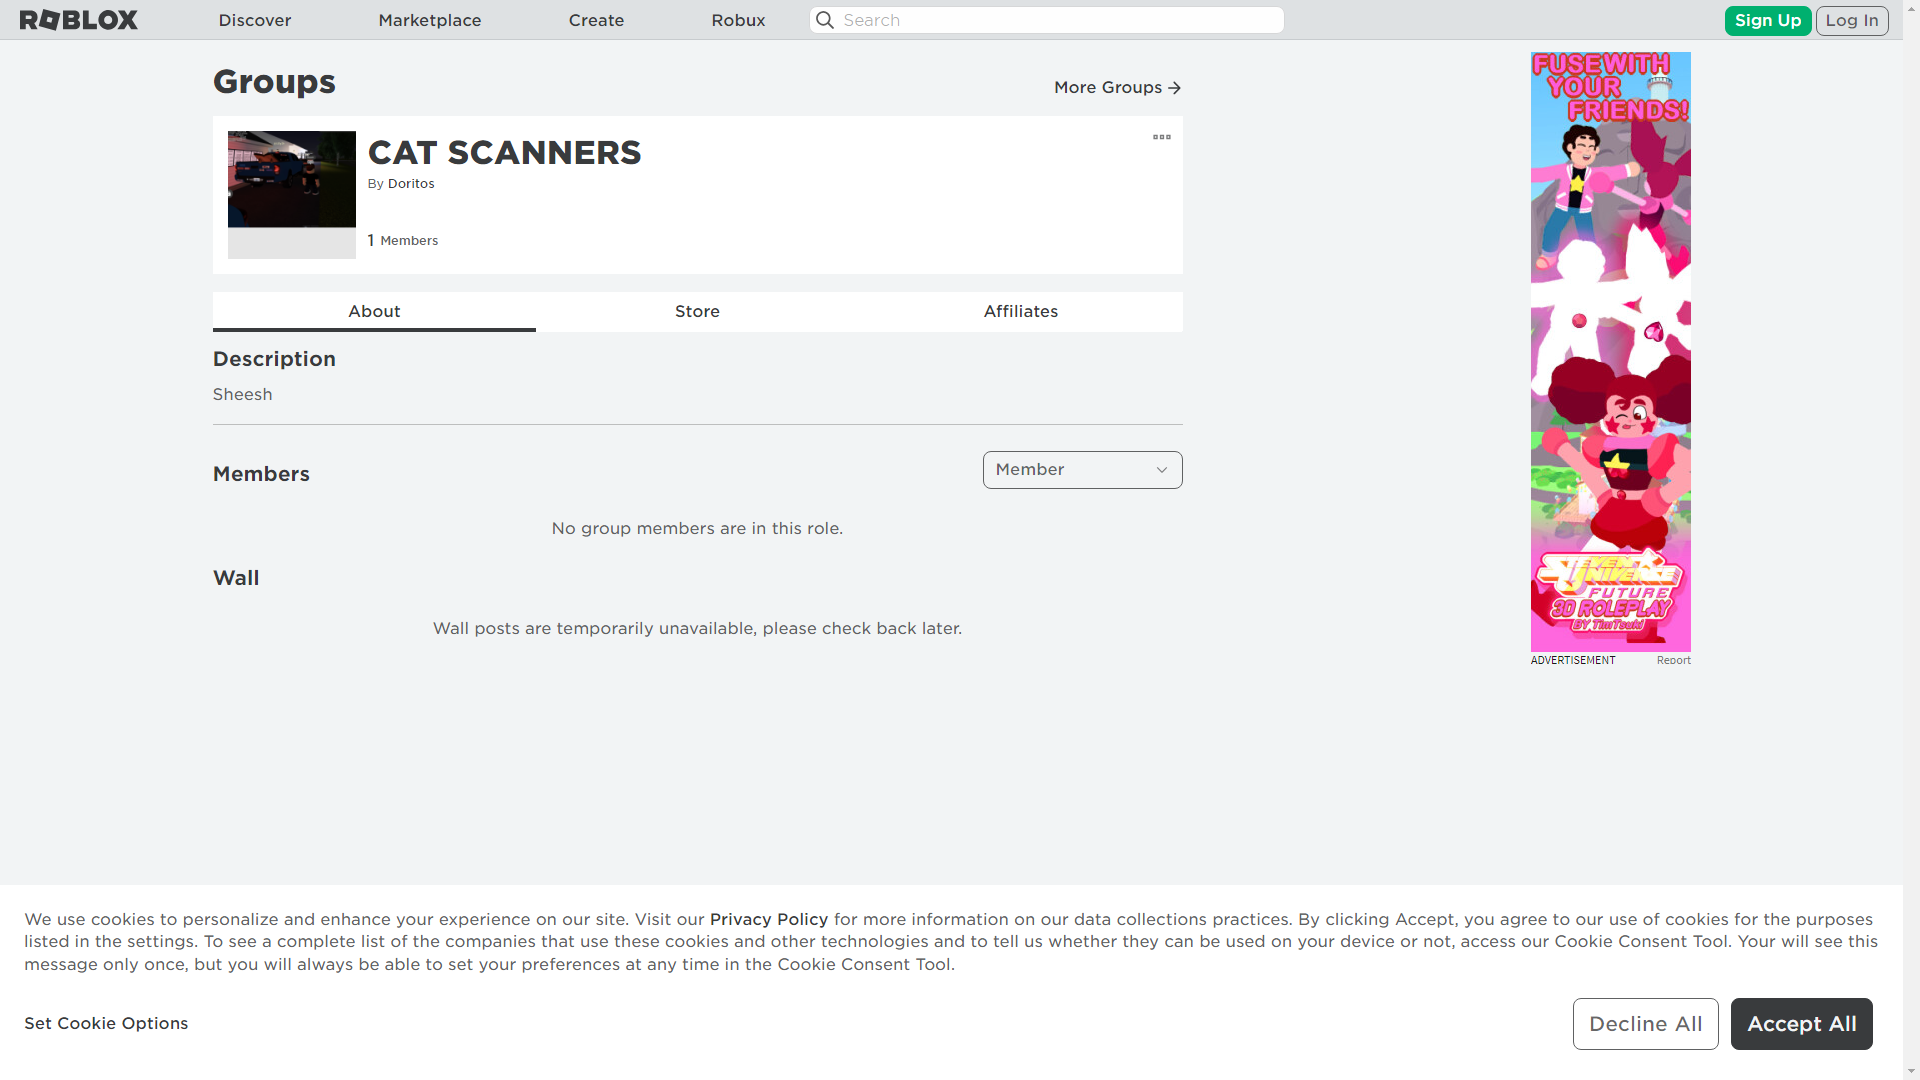 ROBLOX
Discover
Marketplace
Create
Robux
Search
Sign Up
Log In
Groups
More Groups
CAT SCANNERS
By Doritos
1 Members
About
Store
Affiliates
Description
Sheesh
Members
Member
No group members are in this role.
Wall
Wall posts are temporarily unavailable, please check back later.
FUSE WITH
YOUR
FRIENDS!
STEVEN
UNIVERSE
FUTURE
3D ROLEPLAY
BY TimTsuki
ADVERTISEMENT
Report
We use cookies to personalize and enhance your experience on our site. Visit our Privacy Policy for more information on our data collections practices. By clicking Accept, you agree to our use of cookies for the purposes
listed in the settings. To see a complete list of the companies that use these cookies and other technologies and to tell us whether they can be used on your device or not, access our Cookie Consent Tool. Your will see this
message only once, but you will always be able to set your preferences at any time in the Cookie Consent Tool.
Set Cookie Options
Decline All
Accept All